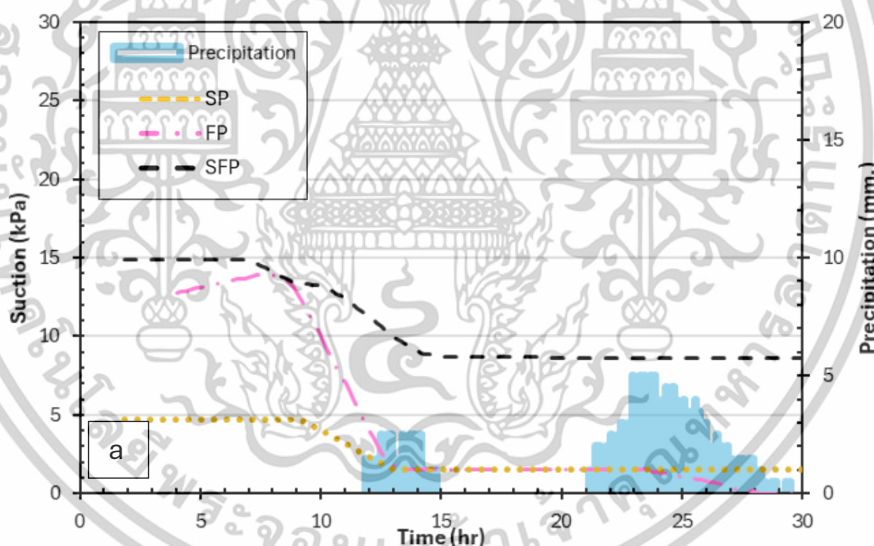 30
25
20
15
10
5
0
Suction (kPa)
Precipitation
SP
FP
SFP
a
20
15
10
5
0
Precipitation (mm.
0 5 10 15 20 25 30
Time (hr)